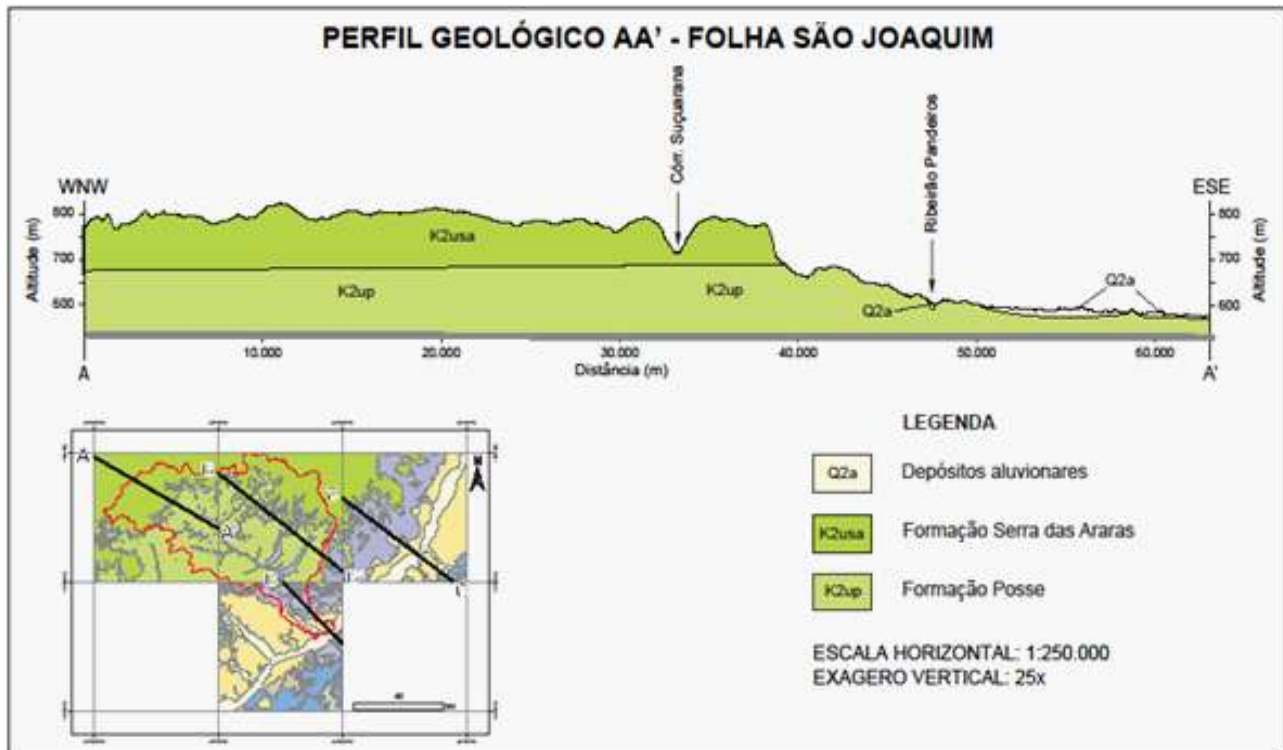 PERFIL GEOLÓGICO AA' - FOLHA SÃO JOAQUIM
WNW
ESE
Córr. Suçuarana
Ribeirão Pandeiros
800
700
600
Altitude (m)
800
700
600
Altitude (m)
K2usa
K2up
K2up
Q2a
Q2a
10.000
20.000
30.000
40.000
50.000
60.000
A
Distância (m)
A'
A
A'
N
LEGENDA
Q2a Depósitos aluvionares
K2usa Formação Serra das Araras
K2up Formação Posse
ESCALA HORIZONTAL: 1:250.000
EXAGERO VERTICAL: 25x